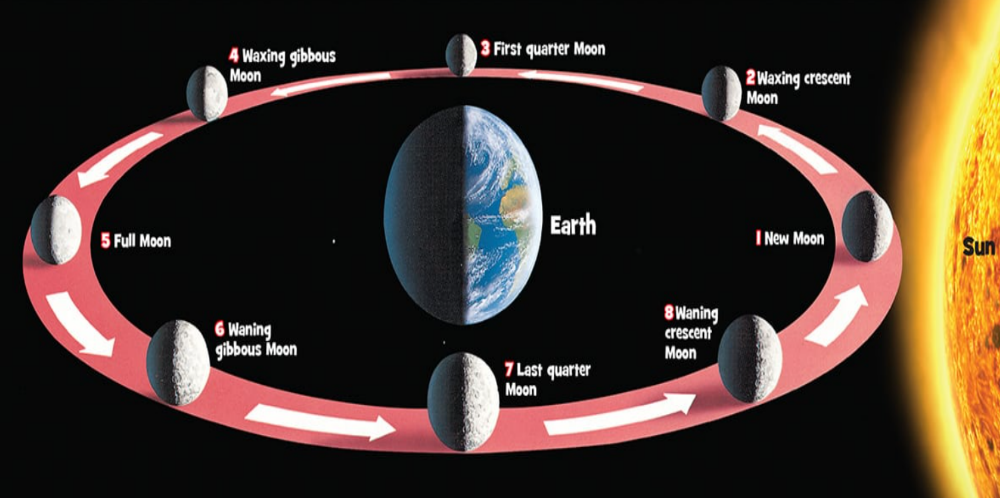 4 Waxing gibbous
Moon
3 First quarter Moon
2 Waxing crescent
Moon
5 Full Moon
Earth
1 New Moon
Sun
6 Waning
gibbous Moon
8 Waning
crescent
Moon
7 Last quarter
Moon